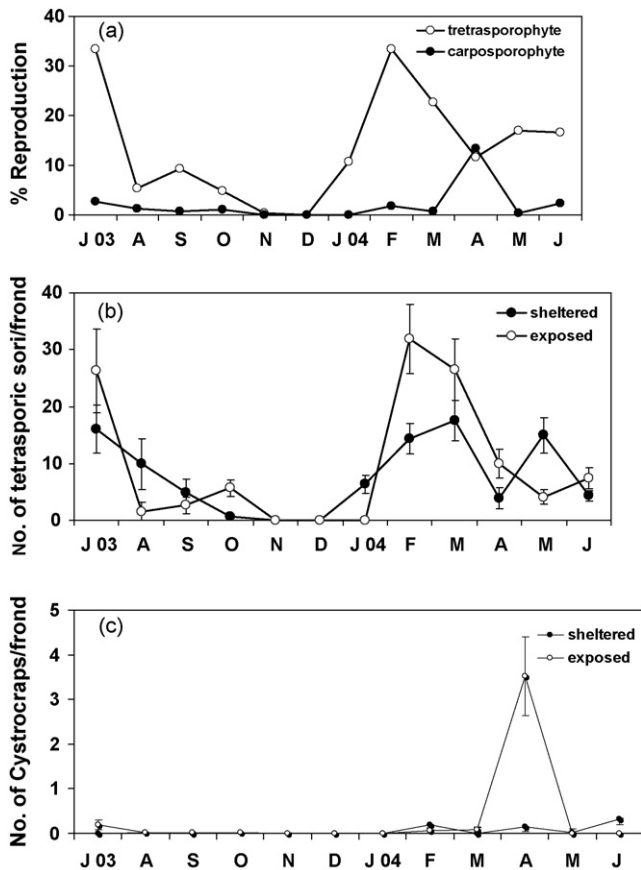 (a)
tretrasporophyte
carposporophyte
% Reproduction
40
30
20
10
0
J 03 A S O N D J 04 F M A M J
(b)
sheltered
exposed
No. of tetrasporic sori/frond
40
30
20
10
0
J 03 A S O N D J 04 F M A M J
(c)
sheltered
exposed
No. of Cystrocraps/frond
5
4
3
2
1
0
J 03 A S O N D J 04 F M A M J